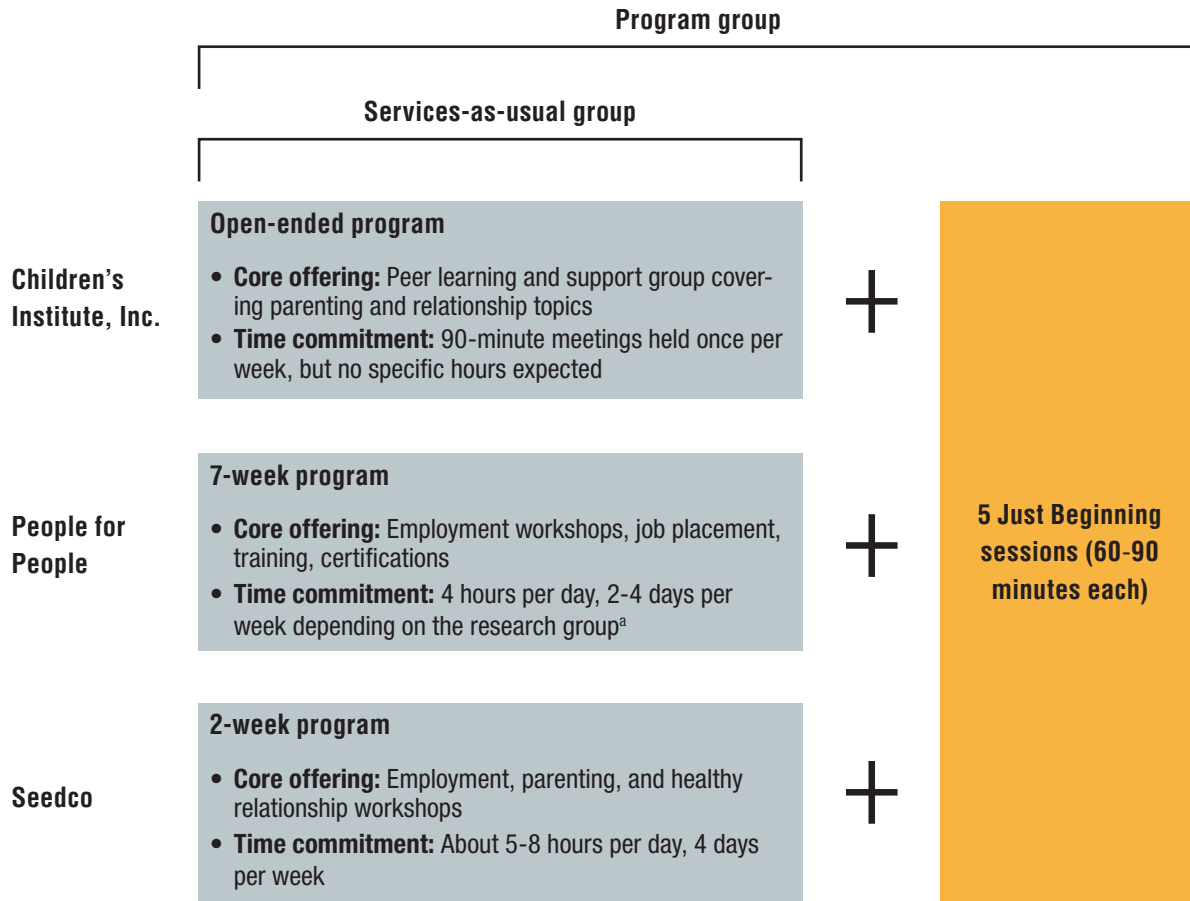 Program group
Services-as-usual group
Children's
Institute, Inc.
Open-ended program
• Core offering: Peer learning and support group cover-
ing parenting and relationship topics
• Time commitment: 90-minute meetings held once per
week, but no specific hours expected
+
People for
People
7-week program
• Core offering: Employment workshops, job placement,
training, certifications
• Time commitment: 4 hours per day, 2-4 days per
week depending on the research groupᵃ
+
5 Just Beginning
sessions (60-90
minutes each)
Seedco
2-week program
• Core offering: Employment, parenting, and healthy
relationship workshops
• Time commitment: About 5-8 hours per day, 4 days
per week
+